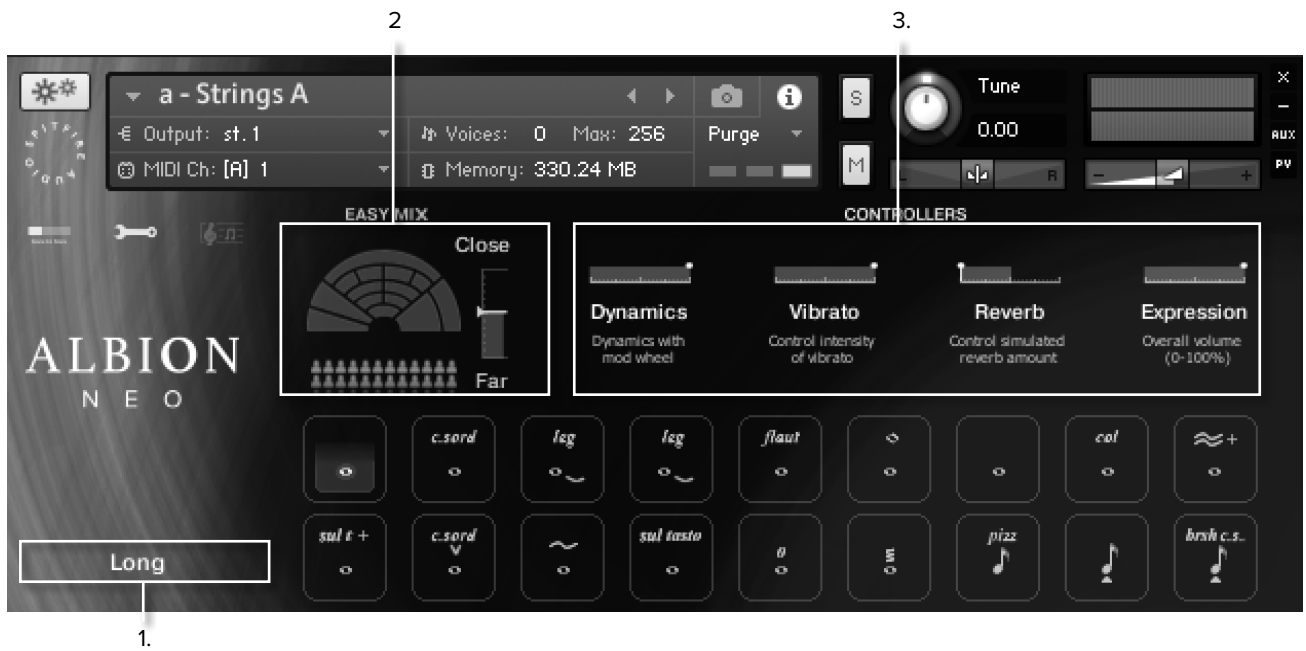 2
3.
a - Strings A
S
Tune
X
–
Output: st. 1
Voices: 0 Max: 256
Purge
0.00
AUX
SPITFIRE AUDIO
MIDI Ch: [A] 1
Memory: 330.24 MB
M
L
R
-
+
PV
EASY MIX
CONTROLLERS
Close
Dynamics
Vibrato
Reverb
Expression
Dynamics with
mod wheel
Control intensity
of vibrato
Control simulated
reverb amount
Overall volume
(0-100%)
Far
ALBION
NEO
c.sord
leg
leg
flaut
col
+
sul t +
c.sord
sul tasto
pizz
brsh c.s..
Long
1.